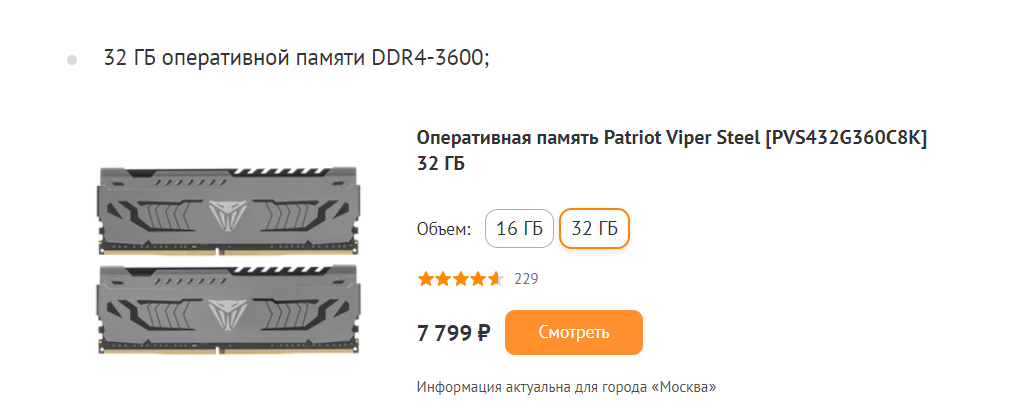 32 ГБ оперативной памяти DDR4-3600;
Оперативная память Patriot Viper Steel [PVS432G360C8K]
32 ГБ
Объем: 16 ГБ 32 ГБ
229
7 799 ₽ Смотреть
Информация актуальна для города «Москва»